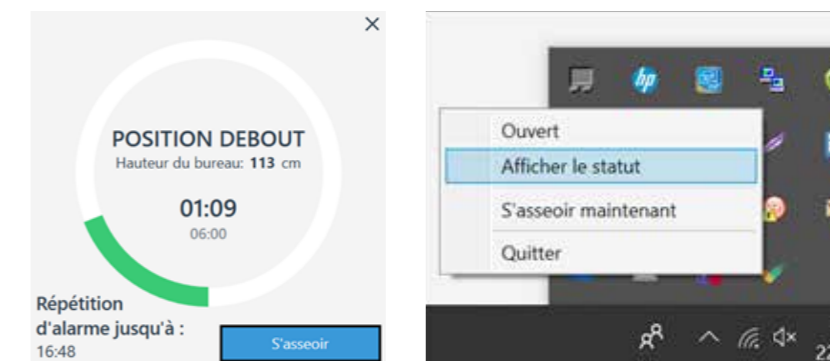 POSITION DEBOUT
Hauteur du bureau: 113 cm
01:09
06:00
Répétition
d'alarme jusqu'à :
16:48
S'asseoir
hp
Ouvert
Afficher le statut
S'asseoir maintenant
Quitter